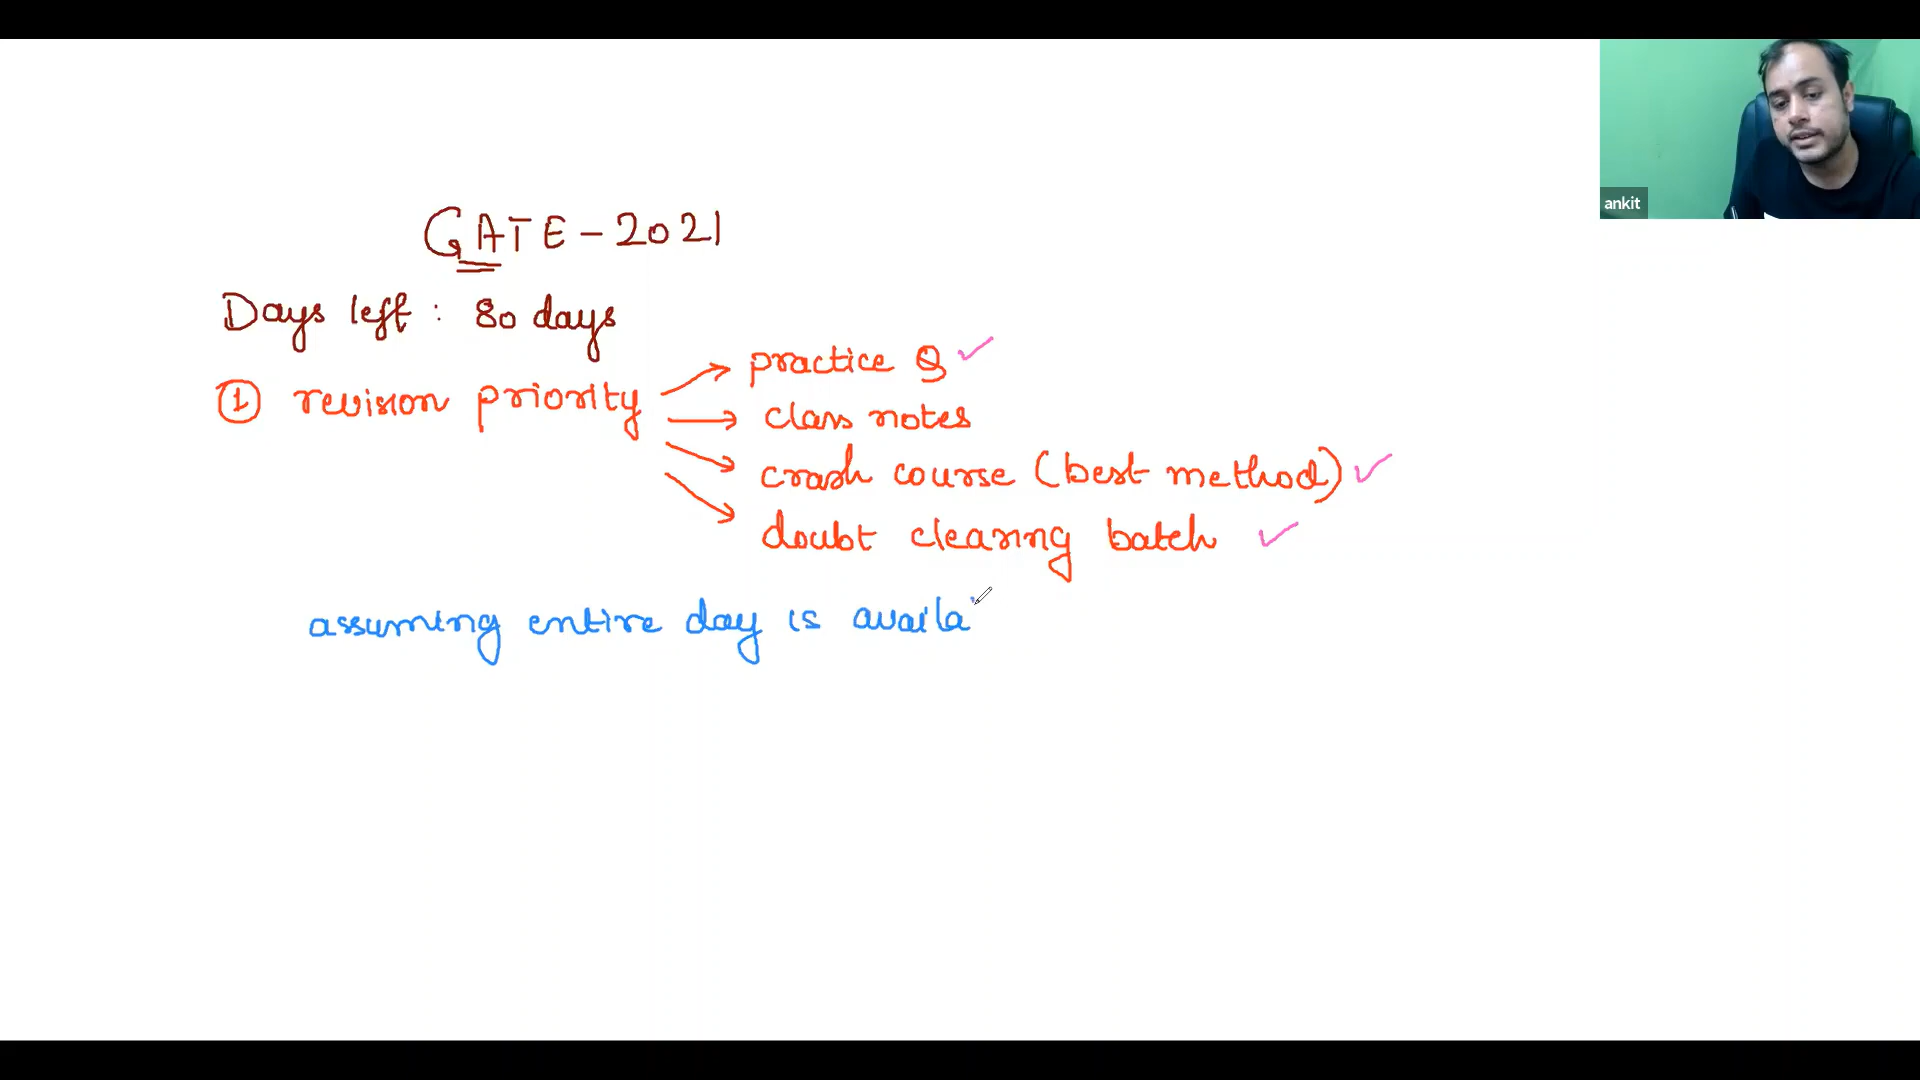 ankit
GATE - 2021
Days left : 80 days
① revision priority
practice Q ✓
class notes
crash course (best method) ✓
doubt clearing batch ✓
assuming entire day is availa